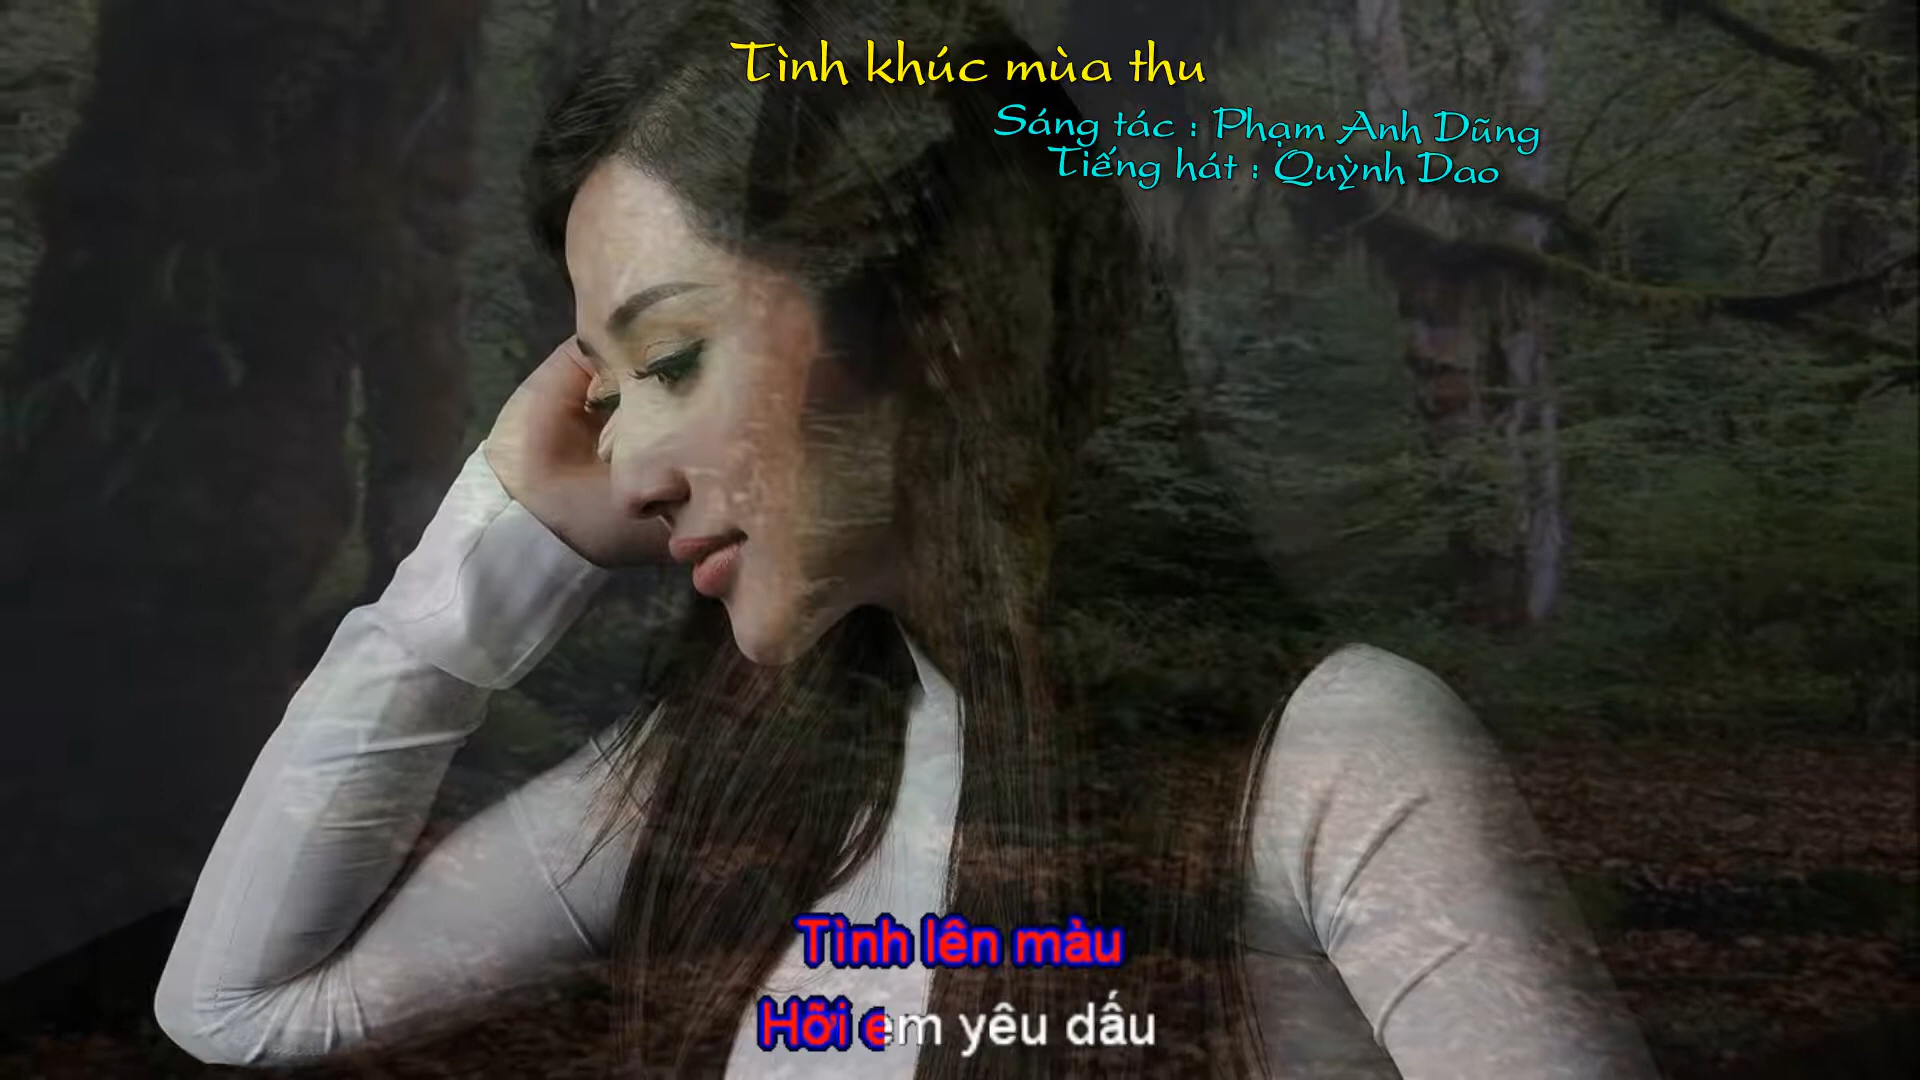 Tình khúc mùa thu
Sáng tác : Phạm Anh Dũng
Tiếng hát : Quỳnh Dao
Tình lên màu
Hỡi em yêu dấu